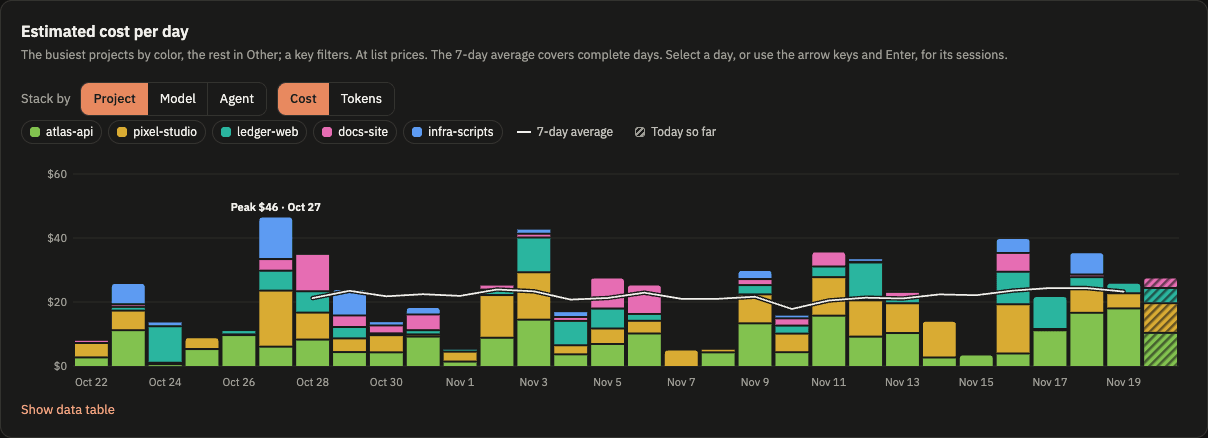 Estimated cost per day
The busiest projects by color, the rest in Other; a key filters. At list prices. The 7-day average covers complete days. Select a day, or use the arrow keys and Enter, for its sessions.
Stack by Project Model Agent Cost Tokens
atlas-api pixel-studio ledger-web docs-site infra-scripts 7-day average Today so far
$60
Peak $46 · Oct 27
$40
$20
$0
Oct 22 Oct 24 Oct 26 Oct 28 Oct 30 Nov 1 Nov 3 Nov 5 Nov 7 Nov 9 Nov 11 Nov 13 Nov 15 Nov 17 Nov 19
Show data table